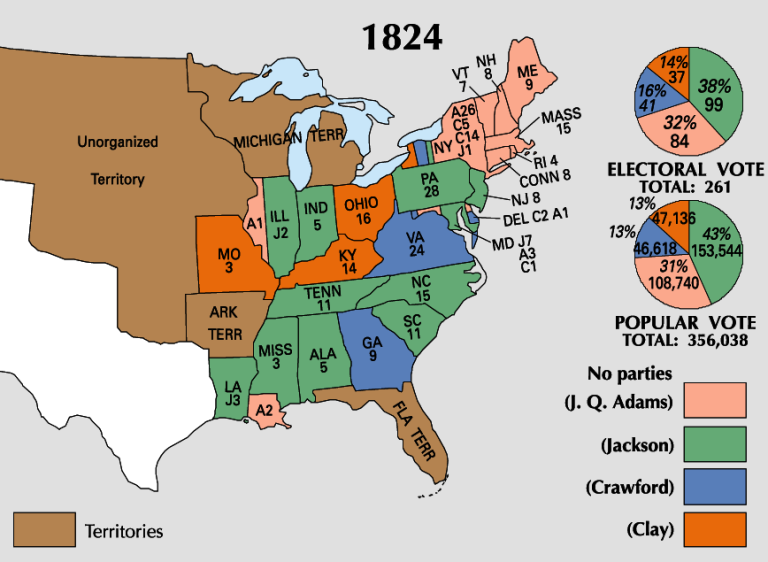 1824
Unorganized
Territory
MICHIGAN TERR
VT
7
NH
8
ME
9
MASS
15
A26
C5
C14
J1
NY
RI 4
CONN 8
NJ 8
DEL C2 A1
MD J7
A3
C1
PA
28
OHIO
16
IND
5
ILL
J2
A1
MO
3
KY
14
VA
24
NC
15
TENN
11
SC
11
ARK
TERR
MISS
3
ALA
5
GA
9
LA
J3
A2
FLA TERR
14%
37
38%
99
16%
41
32%
84
ELECTORAL VOTE
TOTAL: 261
13%
47,136
43%
153,544
13%
46,618
31%
108,740
POPULAR VOTE
TOTAL: 356,038
No parties
(J. Q. Adams)
(Jackson)
(Crawford)
(Clay)
Territories